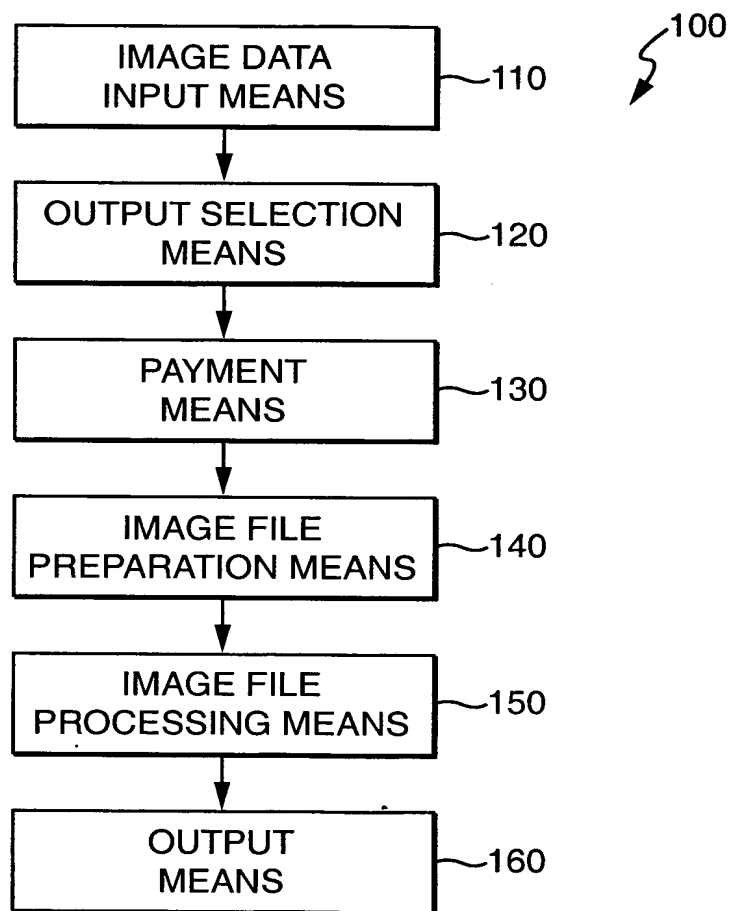 100
IMAGE DATA
INPUT MEANS
110
OUTPUT SELECTION
MEANS
120
PAYMENT
MEANS
130
IMAGE FILE
PREPARATION MEANS
140
IMAGE FILE
PROCESSING MEANS
150
OUTPUT
MEANS
160